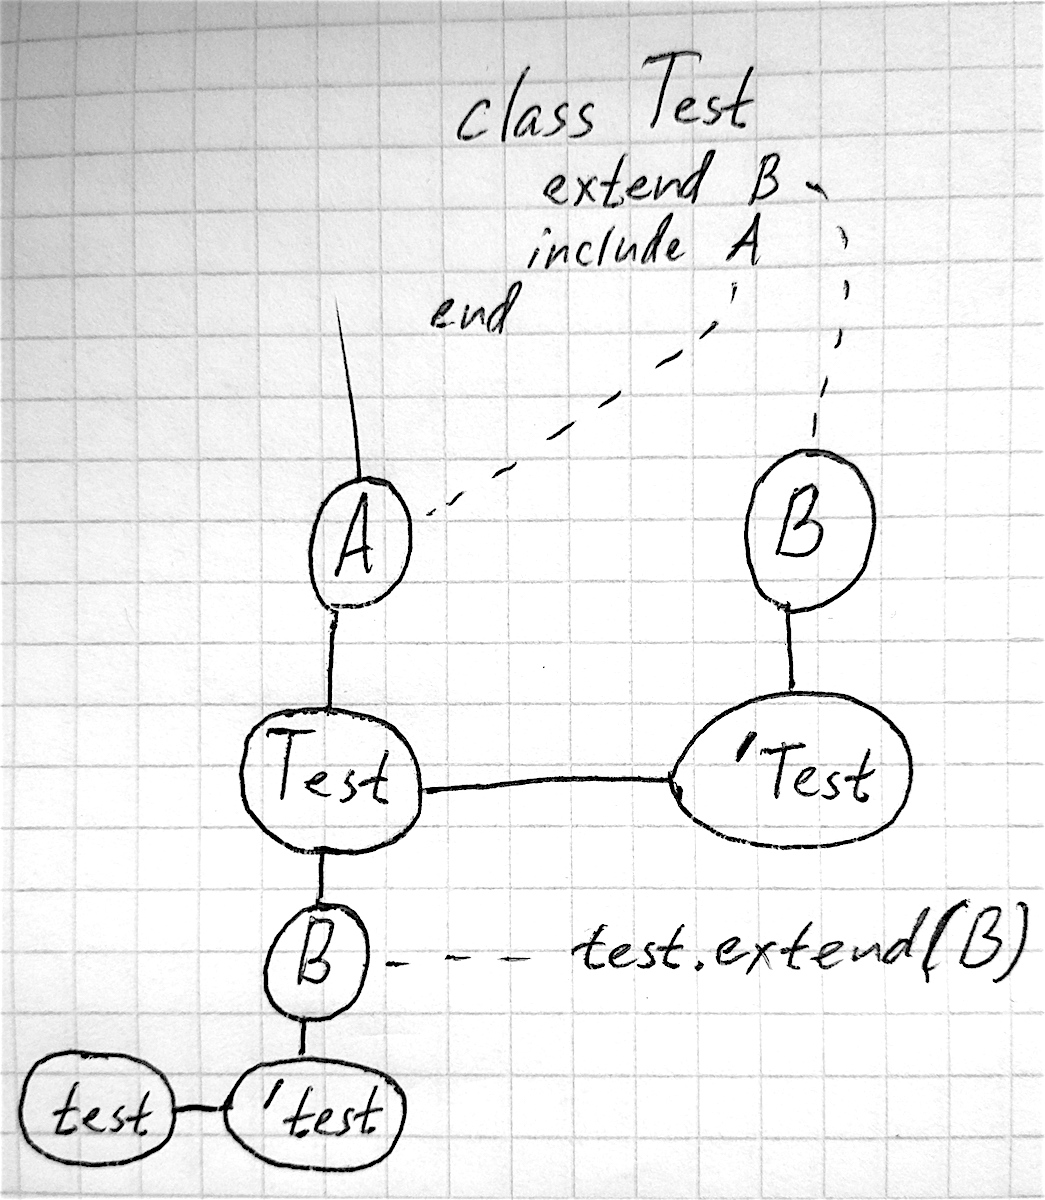 class Test
extend B
include A
end
A
B
Test
'Test
B
test.extend(B)
test
'test